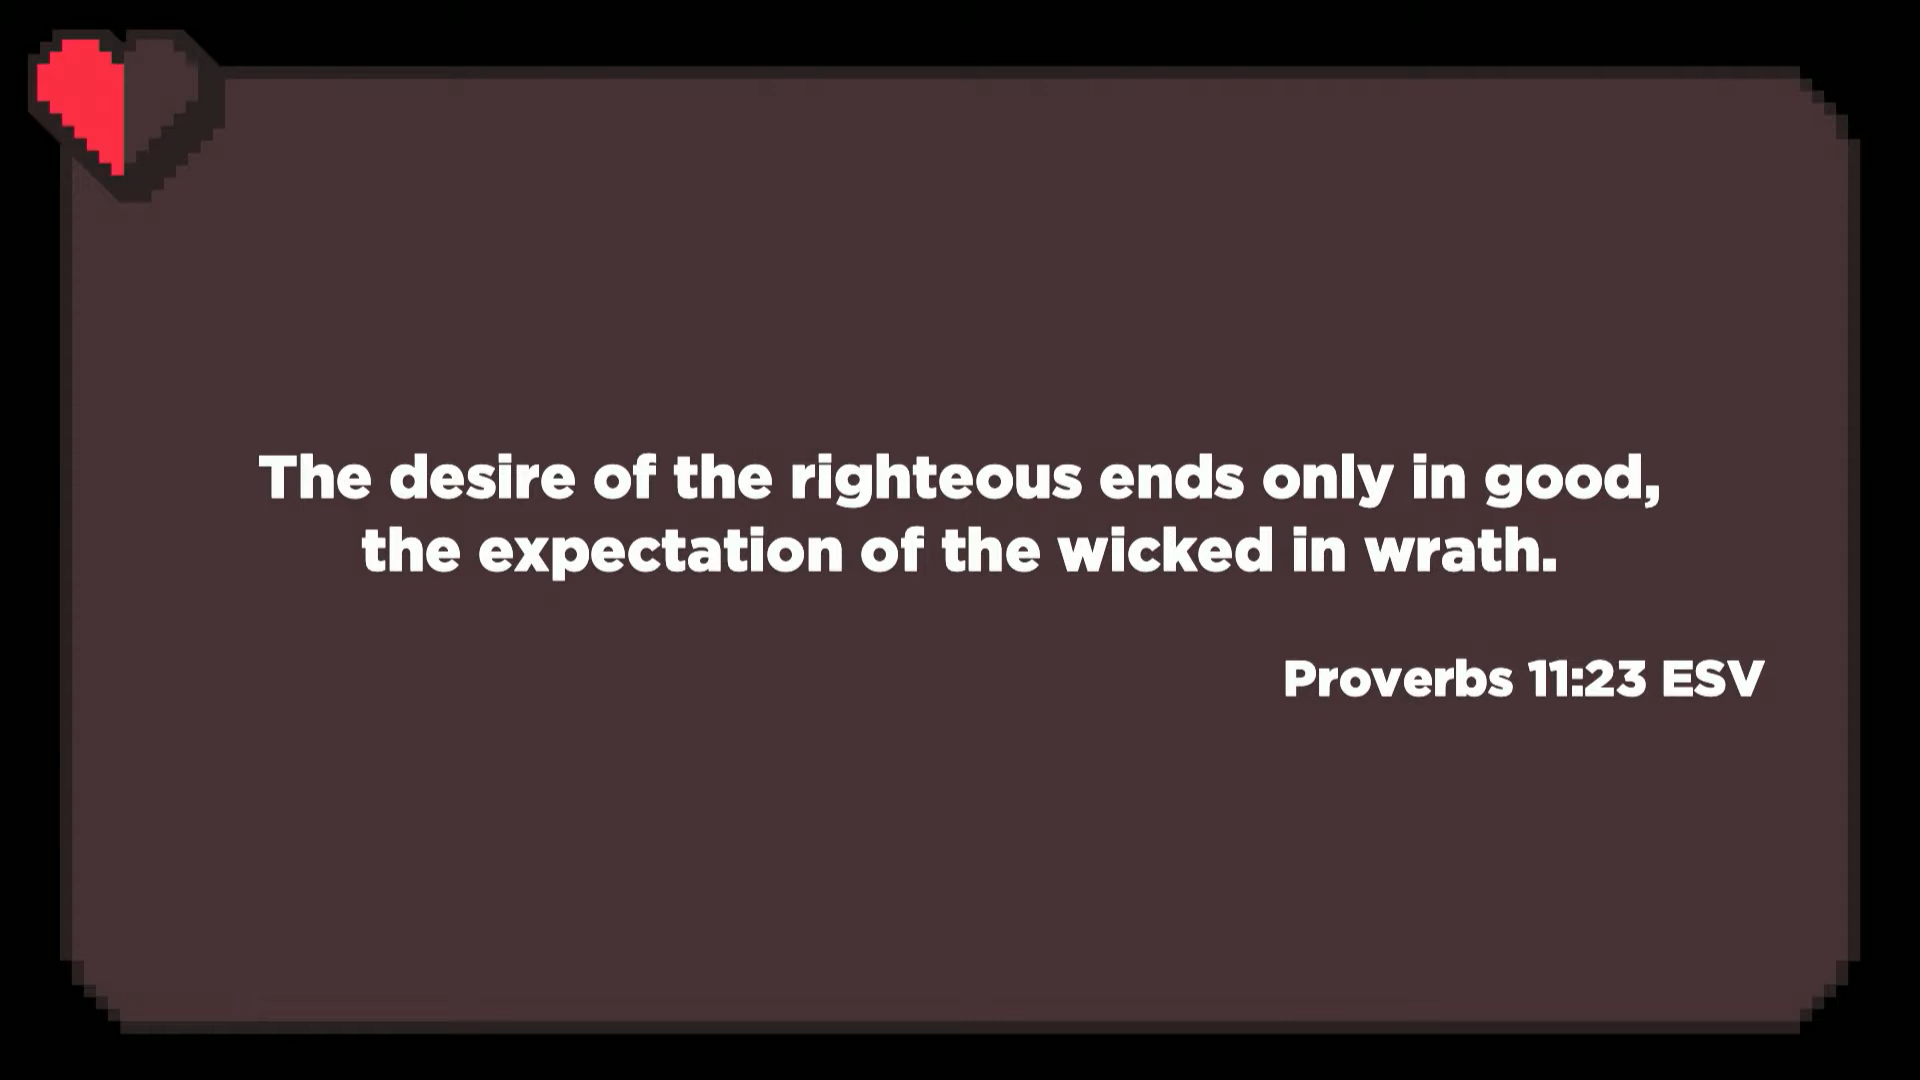 The desire of the righteous ends only in good,
the expectation of the wicked in wrath.
Proverbs 11:23 ESV